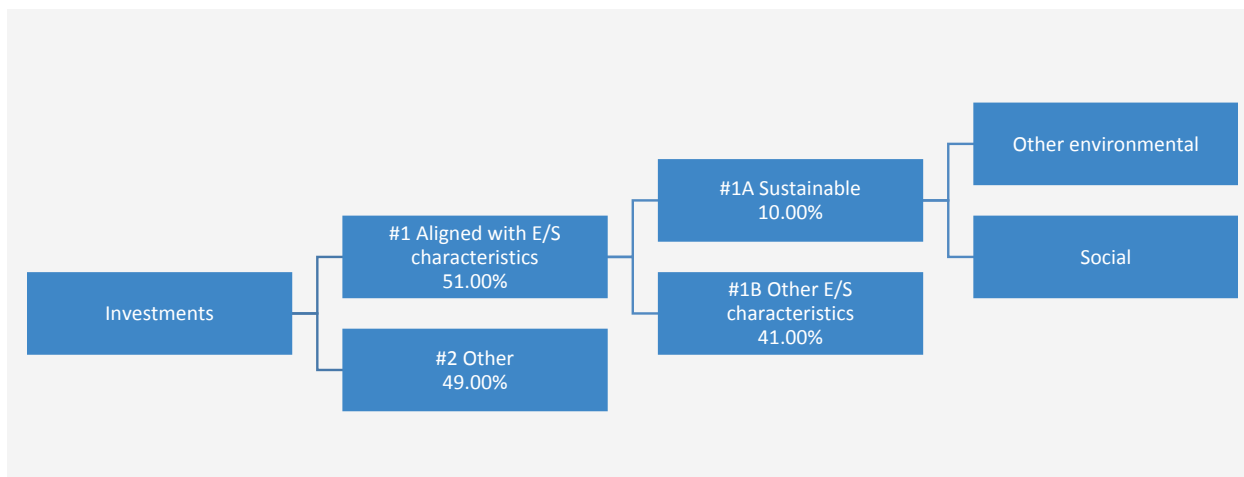 Investments
#1 Aligned with E/S
characteristics
51.00%
#2 Other
49.00%
#1A Sustainable
10.00%
#1B Other E/S
characteristics
41.00%
Other environmental
Social